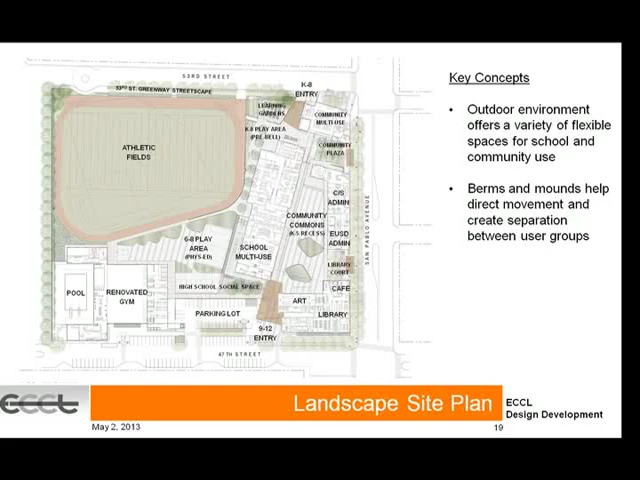 53RD STREET
53RD ST. GREENWAY STREETSCAPE
K-8
ENTRY
LEARNING
GARDENS
COMMUNITY
MULTI-USE
K-8 PLAY AREA
(PRE-BELL)
ATHLETIC
FIELDS
COMMUNITY
PLAZA
C/S
ADMIN
COMMUNITY
COMMONS
(K-5 RECESS)
EUSD
ADMIN
SAN PABLO AVENUE
6-8 PLAY
AREA
(PHYS-ED)
SCHOOL
MULTI-USE
LIBRARY
COURT
HIGH SCHOOL SOCIAL SPACE
CAFE
POOL
RENOVATED
GYM
ART
PARKING LOT
LIBRARY
9-12
ENTRY
47TH STREET
Key Concepts
• Outdoor environment
offers a variety of flexible
spaces for school and
community use
• Berms and mounds help
direct movement and
create separation
between user groups
ECCL
Landscape Site Plan
ECCL
Design Development
May 2, 2013
19